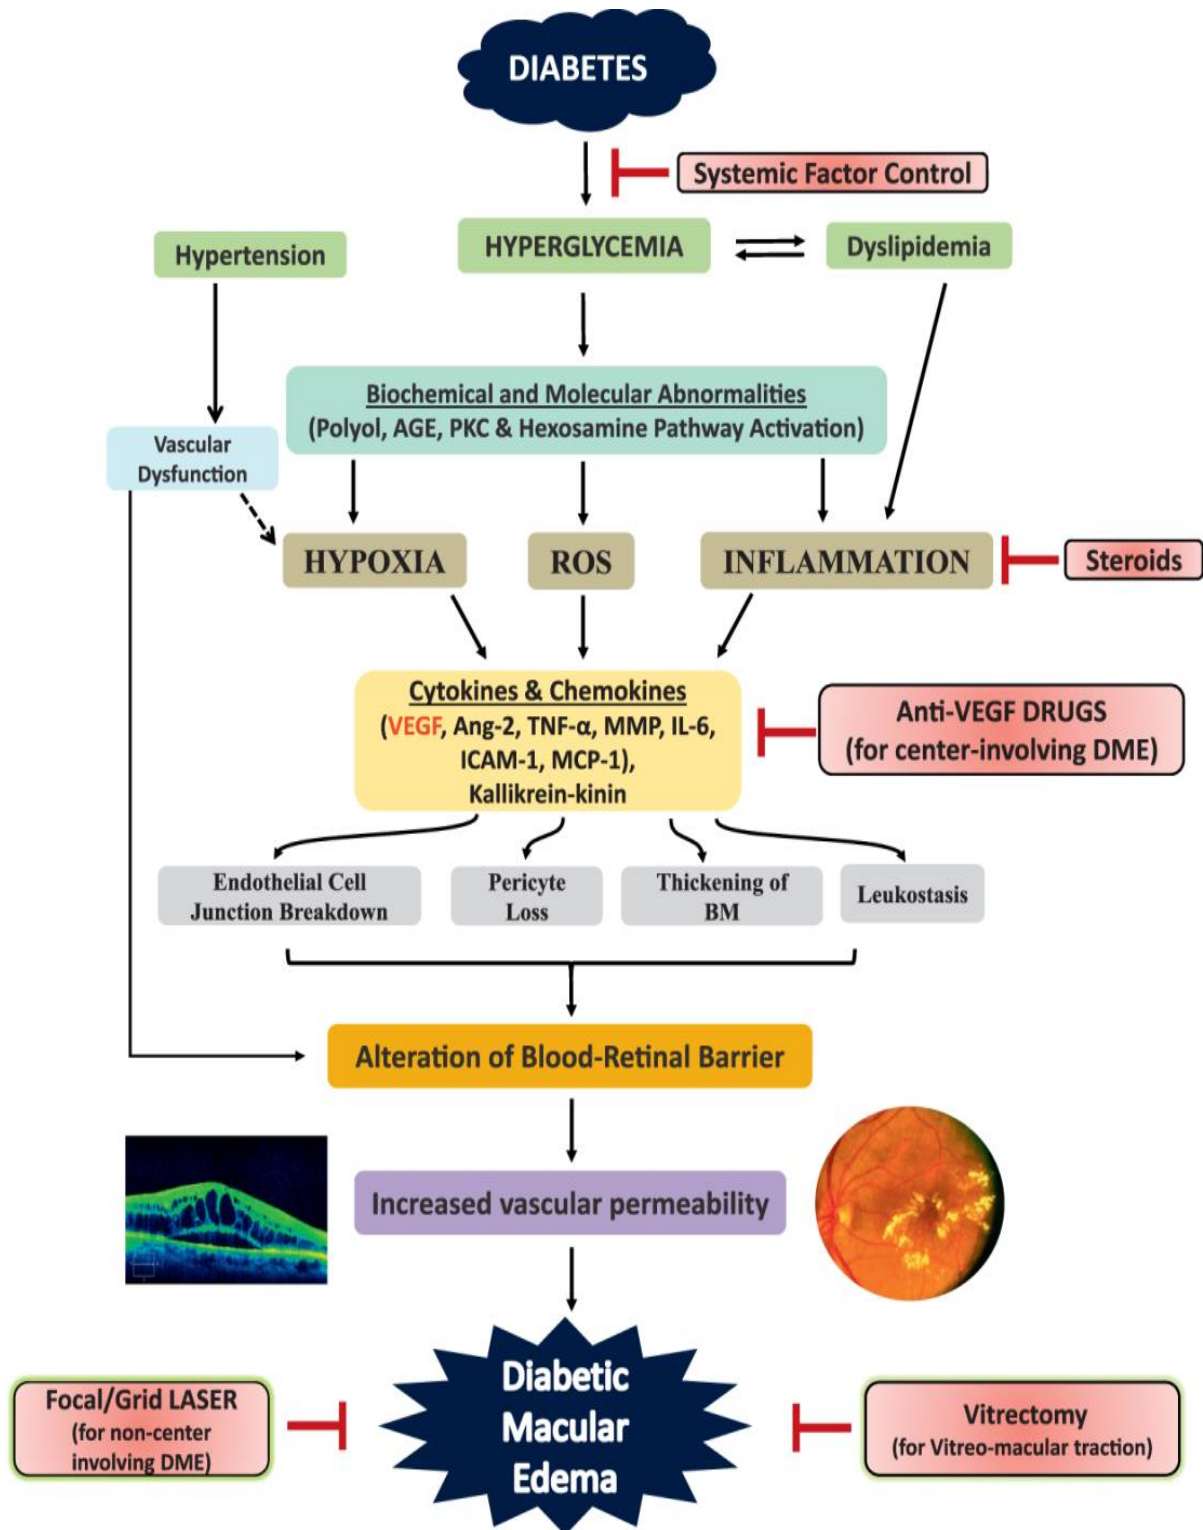 DIABETES
Systemic Factor Control
HYPERGLYCEMIA
Hypertension
Dyslipidemia
Biochemical and Molecular Abnormalities
(Polyol, AGE, PKC & Hexosamine Pathway Activation)
Vascular
Dysfunction
HYPOXIA
ROS
INFLAMMATION
Steroids
Cytokines & Chemokines
(VEGF, Ang-2, TNF-α, MMP, IL-6,
ICAM-1, MCP-1),
Kallikrein-kinin
Anti-VEGF DRUGS
(for center-involving DME)
Endothelial Cell
Junction Breakdown
Pericyte
Loss
Thickening of
BM
Leukostasis
Alteration of Blood-Retinal Barrier
Increased vascular permeability
Diabetic
Macular
Edema
Focal/Grid LASER
(for non-center
involving DME)
Vitrectomy
(for Vitreo-macular traction)